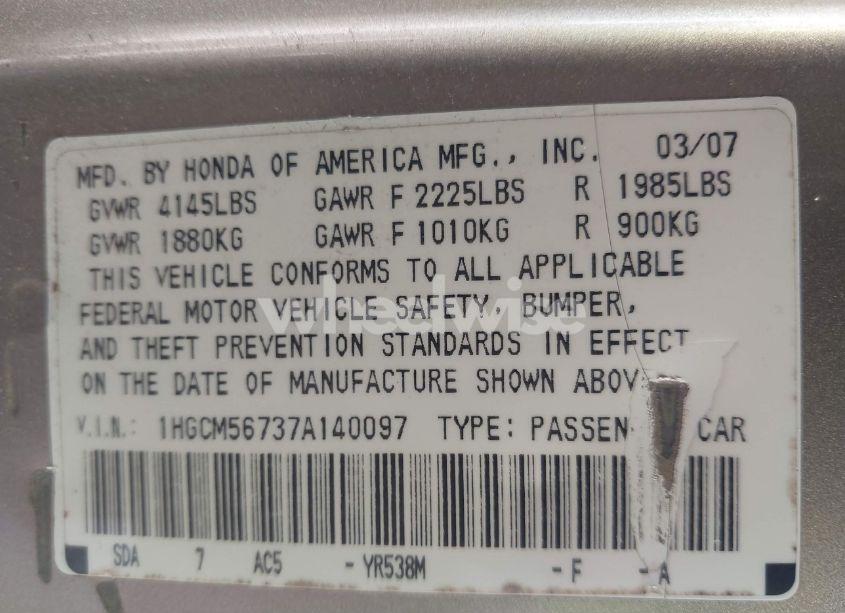 MFD. BY HONDA OF AMERICA MFG., INC. 03/07
GVWR 4145LBS GAWR F 2225LBS R 1985LBS
GVWR 1880KG GAWR F 1010KG R 900KG
THIS VEHICLE CONFORMS TO ALL APPLICABLE
FEDERAL MOTOR VEHICLE SAFETY, BUMPER,
wheelwise
AND THEFT PREVENTION STANDARDS IN EFFECT
ON THE DATE OF MANUFACTURE SHOWN ABOV
V.I.N.: 1HGCM56737A140097 TYPE: PASSEN CAR
SDA 7 AC5 - YR538M - F - A